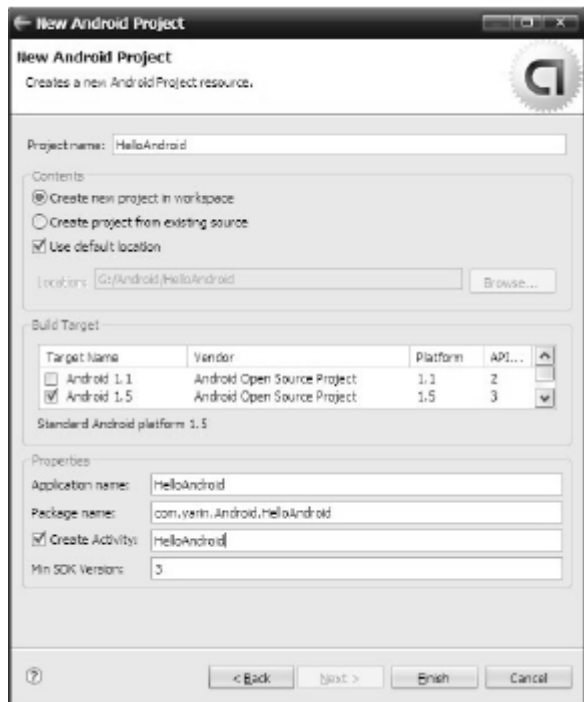 New Android Project
New Android Project
Creates a new Android Project resource.
Project name: HelloAndroid
Contents
Create new project in workspace
Create project from existing source
Use default location
Location: G:/Android/HelloAndroid Browse...
Build Target
Target Name Vendor Platform API...
Android 1.1 Android Open Source Project 1.1 2
Android 1.5 Android Open Source Project 1.5 3
Standard Android platform 1.5
Properties
Application name: HelloAndroid
Package name: com.yarin.Android.HelloAndroid
Create Activity: HelloAndroid
Min SDK Version: 3
? < Back Next > Finish Cancel